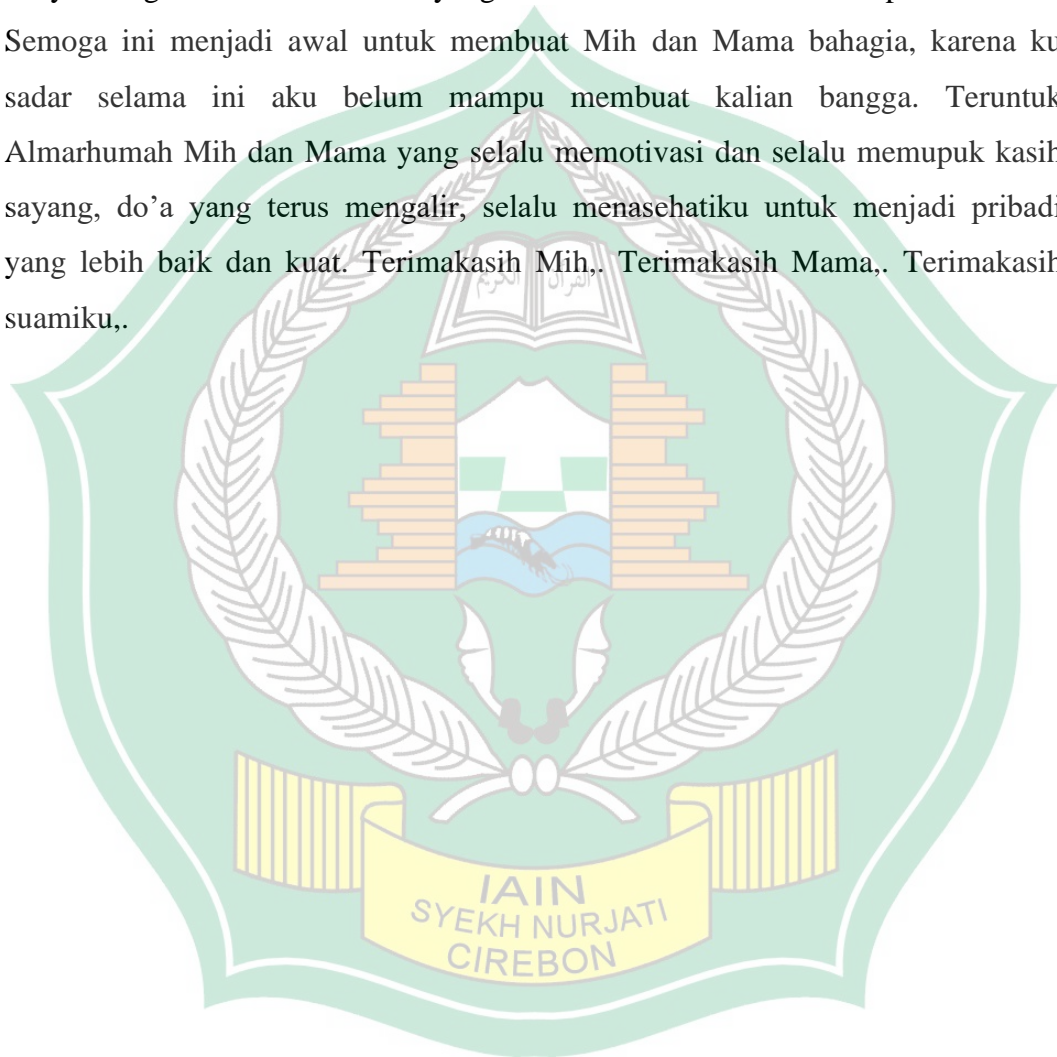 Semoga ini menjadi awal untuk membuat Mih dan Mama bahagia, karena ku
sadar selama ini aku belum mampu membuat kalian bangga. Teruntuk
Almarhumah Mih dan Mama yang selalu memotivasi dan selalu memupuk kasih
sayang, do’a yang terus mengalir, selalu menasehatiku untuk menjadi pribadi
yang lebih baik dan kuat. Terimakasih Mih,. Terimakasih Mama,. Terimakasih
suamiku,.
القرآن الكريم
IAIN
SYEKH NURJATI
CIREBON